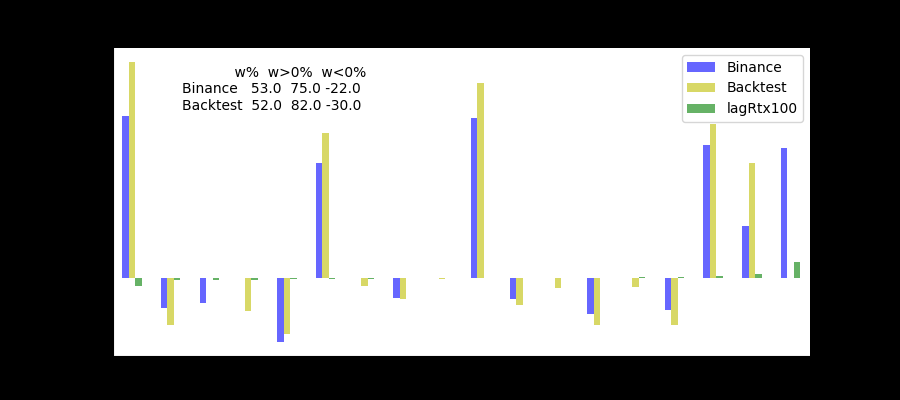 w% w>0% w<0%
Binance 53.0 75.0 -22.0
Backtest 52.0 82.0 -30.0
Binance
Backtest
lagRtx100